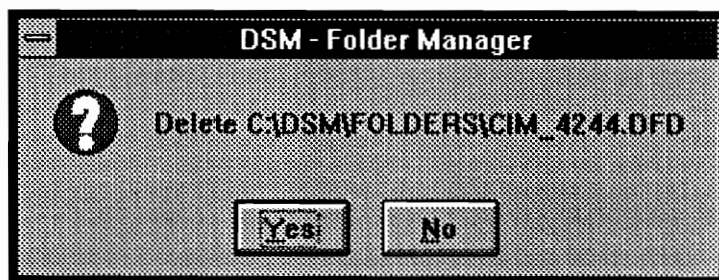 DSM - Folder Manager
Delete C:\DSM\FOLDERS\CIM_4244.DFD
Yes No